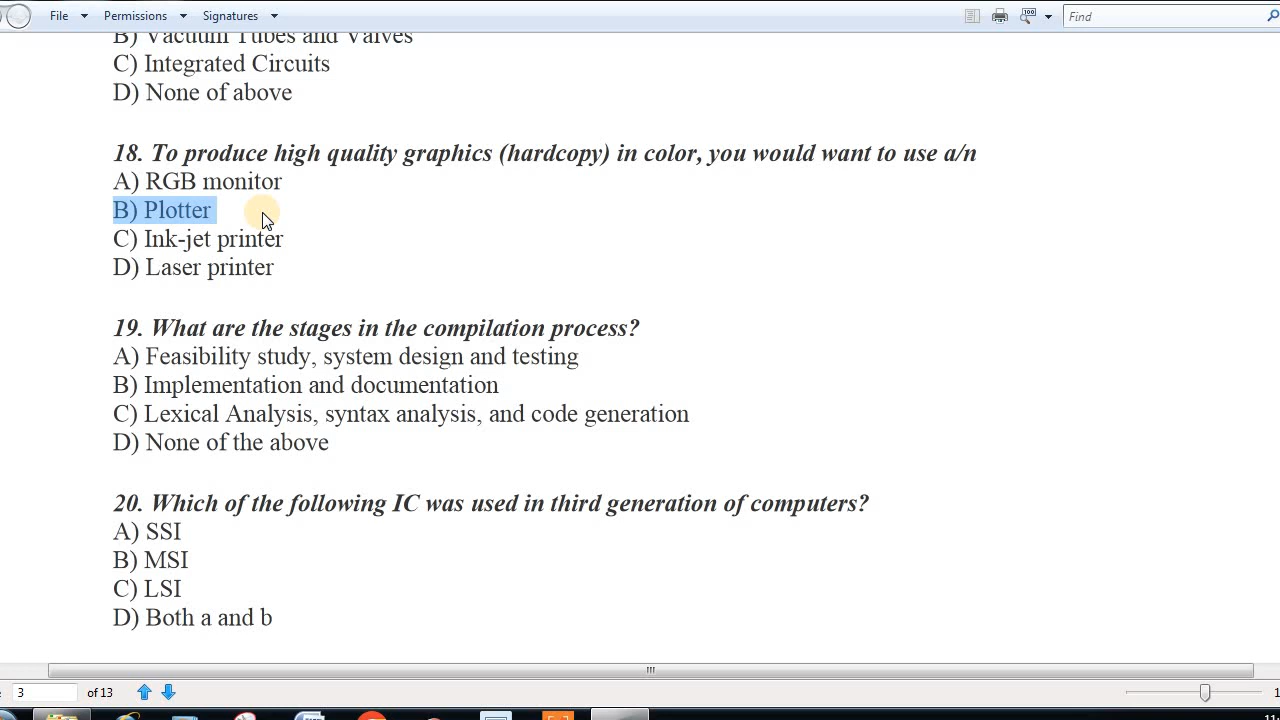 File Permissions Signatures Find
B) Vacuum Tubes and Valves
C) Integrated Circuits
D) None of above
18. To produce high quality graphics (hardcopy) in color, you would want to use a/n
A) RGB monitor
B) Plotter
C) Ink-jet printer
D) Laser printer
19. What are the stages in the compilation process?
A) Feasibility study, system design and testing
B) Implementation and documentation
C) Lexical Analysis, syntax analysis, and code generation
D) None of the above
20. Which of the following IC was used in third generation of computers?
A) SSI
B) MSI
C) LSI
D) Both a and b
3 of 13